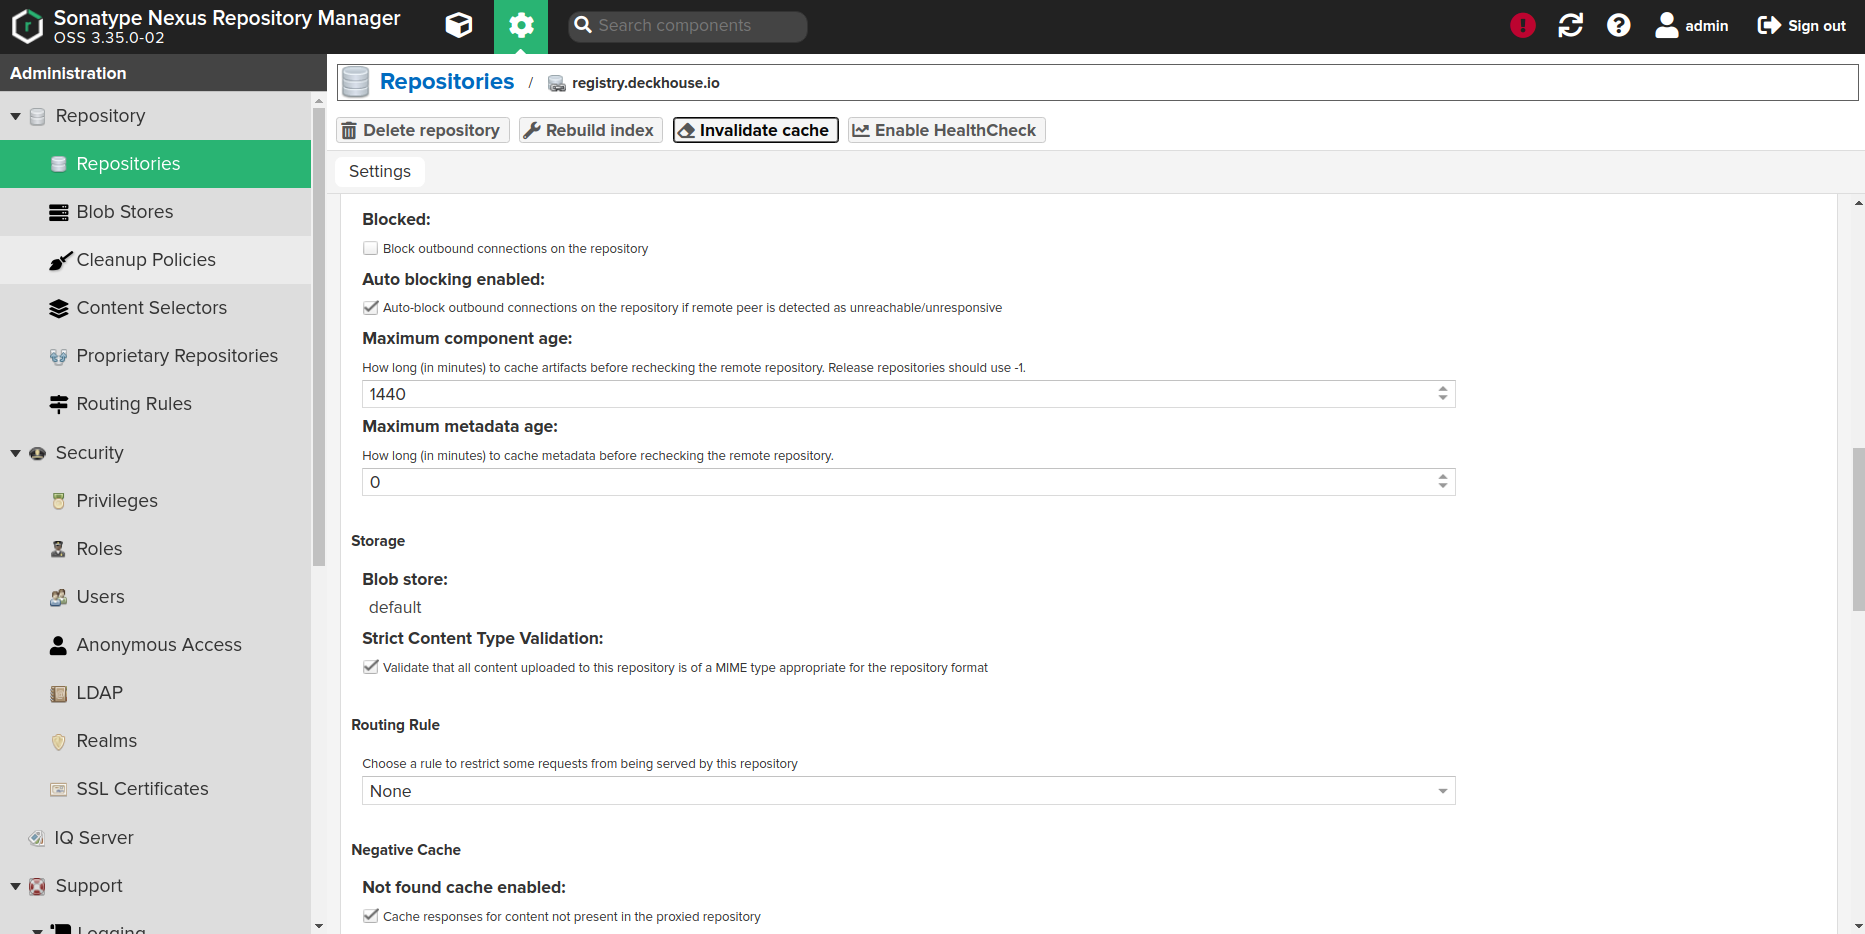 Sonatype Nexus Repository Manager
OSS 3.35.0-02
Search components
admin
Sign out
Administration
Repository
Repositories
Blob Stores
Cleanup Policies
Content Selectors
Proprietary Repositories
Routing Rules
Security
Privileges
Roles
Users
Anonymous Access
LDAP
Realms
SSL Certificates
IQ Server
Support
Logging
Repositories / registry.deckhouse.io
Delete repository
Rebuild index
Invalidate cache
Enable HealthCheck
Settings
Blocked:
Block outbound connections on the repository
Auto blocking enabled:
Auto-block outbound connections on the repository if remote peer is detected as unreachable/unresponsive
Maximum component age:
How long (in minutes) to cache artifacts before rechecking the remote repository. Release repositories should use -1.
1440
Maximum metadata age:
How long (in minutes) to cache metadata before rechecking the remote repository.
0
Storage
Blob store:
default
Strict Content Type Validation:
Validate that all content uploaded to this repository is of a MIME type appropriate for the repository format
Routing Rule
Choose a rule to restrict some requests from being served by this repository
None
Negative Cache
Not found cache enabled:
Cache responses for content not present in the proxied repository